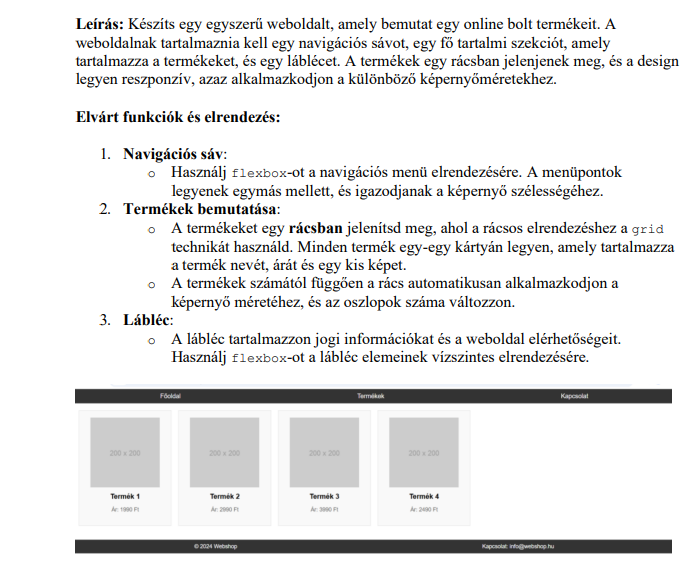 Leírás: Készíts egy egyszerű weboldalt, amely bemutat egy online bolt termékeit. A
weboldalnak tartalmaznia kell egy navigációs sávot, egy fő tartalmi szekciót, amely
tartalmazza a termékeket, és egy láblécet. A termékek egy rácsban jelenjenek meg, és a design
legyen reszponzív, azaz alkalmazkodjon a különböző képernyőméretekhez.
Elvárt funkciók és elrendezés:
1. Navigációs sáv:
o Használj flexbox-ot a navigációs menü elrendezésére. A menüpontok
legyenek egymás mellett, és igazodjanak a képernyő szélességéhez.
2. Termékek bemutatása:
o A termékeket egy rácsban jelenítsd meg, ahol a rácsos elrendezéshez a grid
technikát használd. Minden termék egy-egy kártyán legyen, amely tartalmazza
a termék nevét, árát és egy kis képet.
o A termékek számától függően a rács automatikusan alkalmazkodjon a
képernyő méretéhez, és az oszlopok száma változzon.
3. Lábléc:
o A lábléc tartalmazzon jogi információkat és a weboldal elérhetőségeit.
Használj flexbox-ot a lábléc elemeinek vízszintes elrendezésére.
Főoldal Termékek Kapcsolat
200 x 200 200 x 200 200 x 200 200 x 200
Termék 1 Termék 2 Termék 3 Termék 4
Ár: 1990 Ft Ár: 2990 Ft Ár: 3990 Ft Ár: 2490 Ft
© 2024 Webshop Kapcsolat: info@webshop.hu